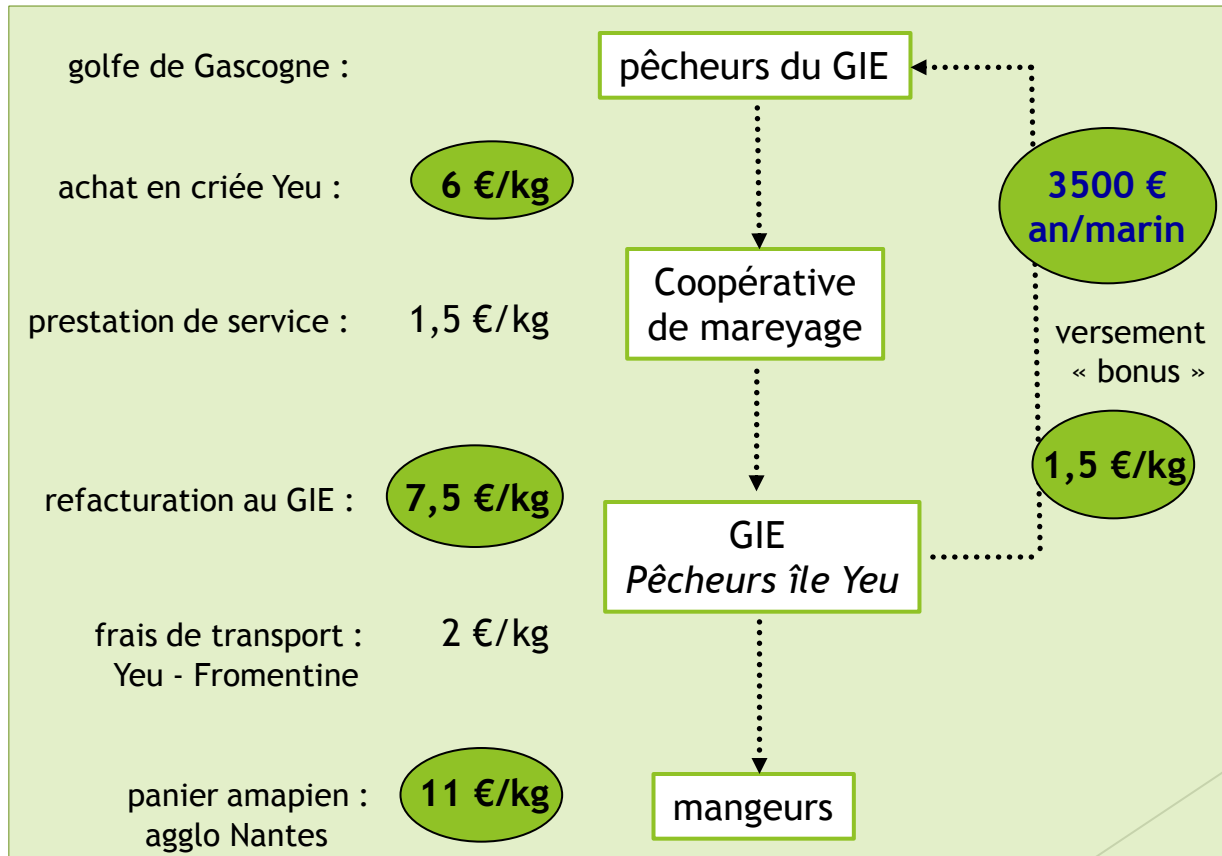 golfe de Gascogne :
pêcheurs du GIE
achat en criée Yeu :
6 €/kg
3500 €
an/marin
prestation de service :
1,5 €/kg
Coopérative
de mareyage
versement
« bonus »
1,5 €/kg
refacturation au GIE :
7,5 €/kg
GIE
Pêcheurs île Yeu
frais de transport :
Yeu - Fromentine
2 €/kg
panier amapien :
agglo Nantes
11 €/kg
mangeurs